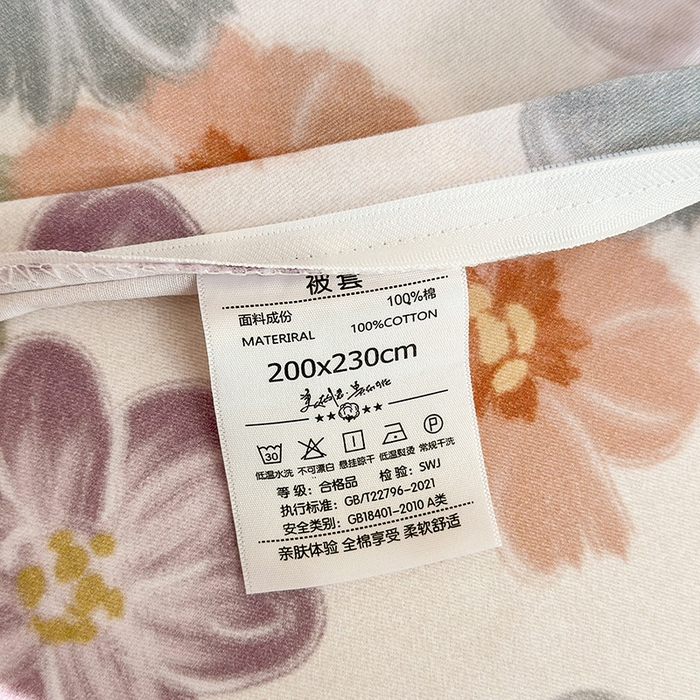 被套
面料成份 100%棉
MATERIRAL 100%COTTON
200x230cm
30
P
低温水洗 不可漂白 悬挂晾干 低温熨烫 常规干洗
等 级：合格品 检 验：SWJ
执行标准：GB/T22796-2021
安全类别：GB18401-2010 A类
亲肤体验 全棉享受 柔软舒适